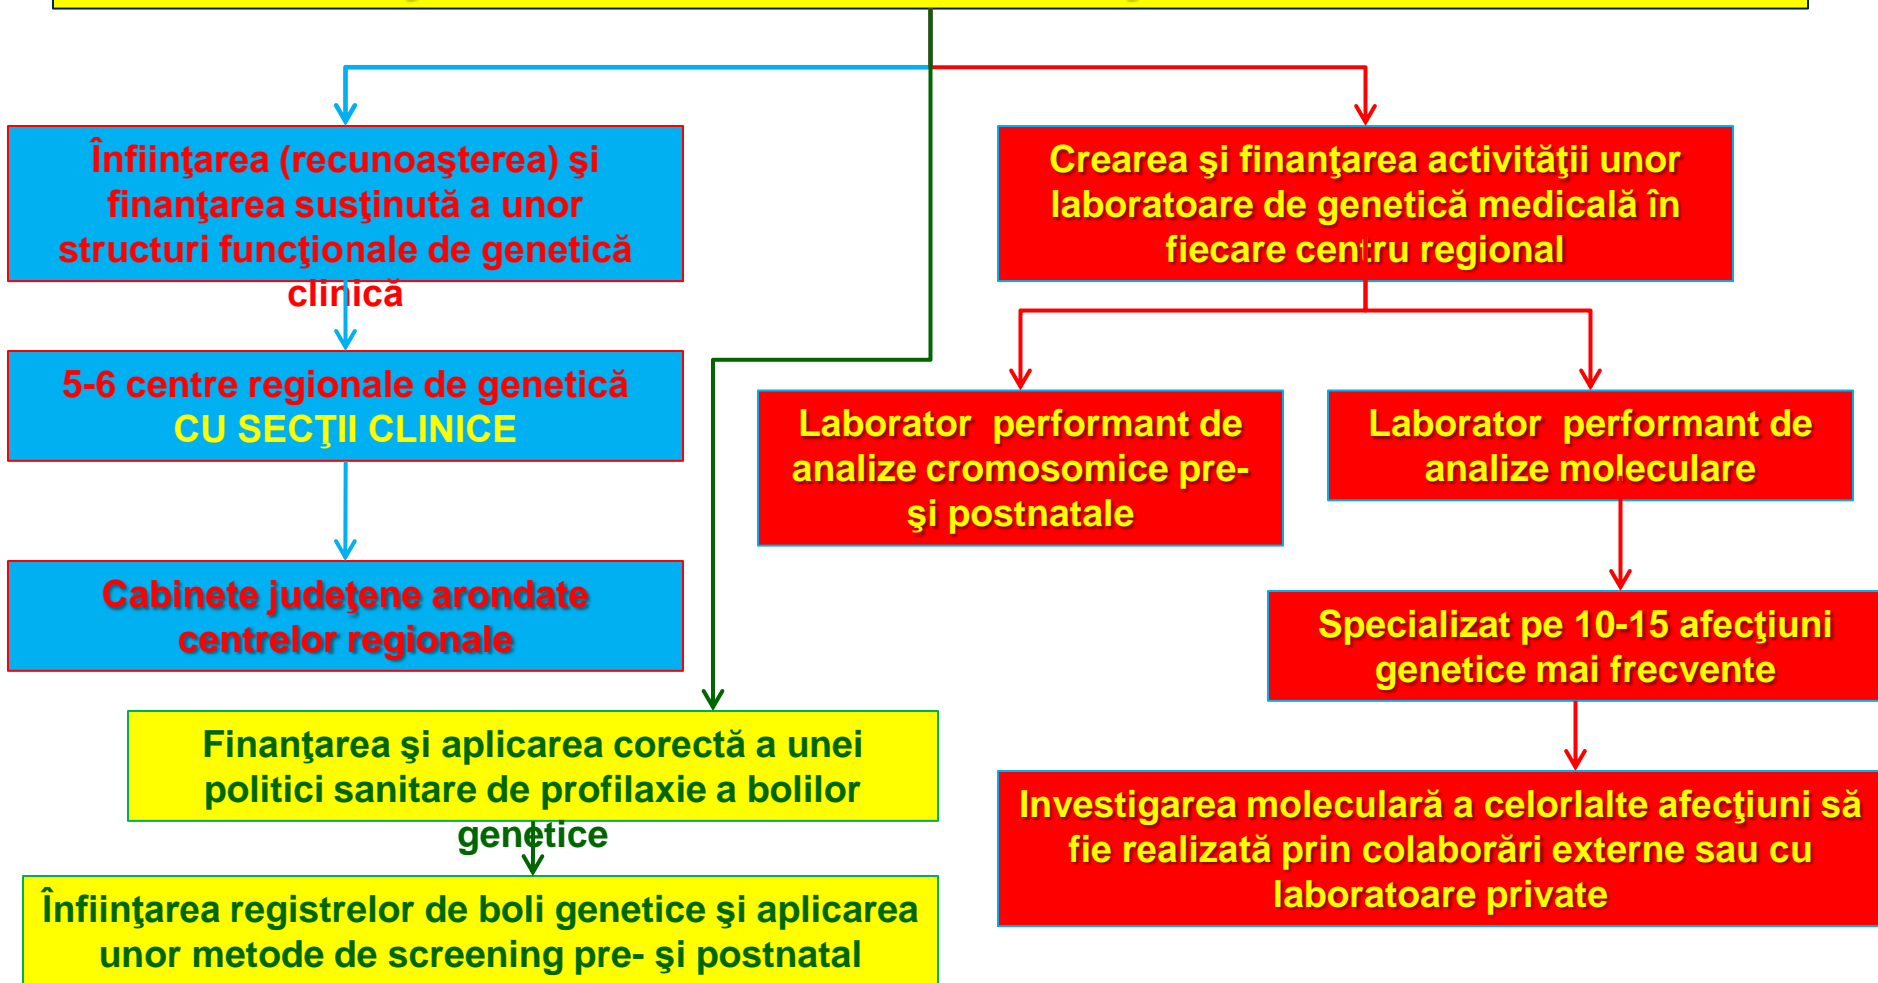 Înfiinţarea (recunoaşterea) şi
finanţarea susţinută a unor
structuri funcţionale de genetică
clinică
5-6 centre regionale de genetică
CU SECŢII CLINICE
Cabinete judeţene arondate
centrelor regionale
Finanţarea şi aplicarea corectă a unei
politici sanitare de profilaxie a bolilor
genetice
Înfiinţarea registrelor de boli genetice şi aplicarea
unor metode de screening pre- şi postnatal
Crearea şi finanţarea activităţii unor
laboratoare de genetică medicală în
fiecare centru regional
Laborator performant de
analize cromosomice pre-
şi postnatale
Laborator performant de
analize moleculare
Specializat pe 10-15 afecţiuni
genetice mai frecvente
Investigarea moleculară a celorlalte afecţiuni să
fie realizată prin colaborări externe sau cu
laboratoare private